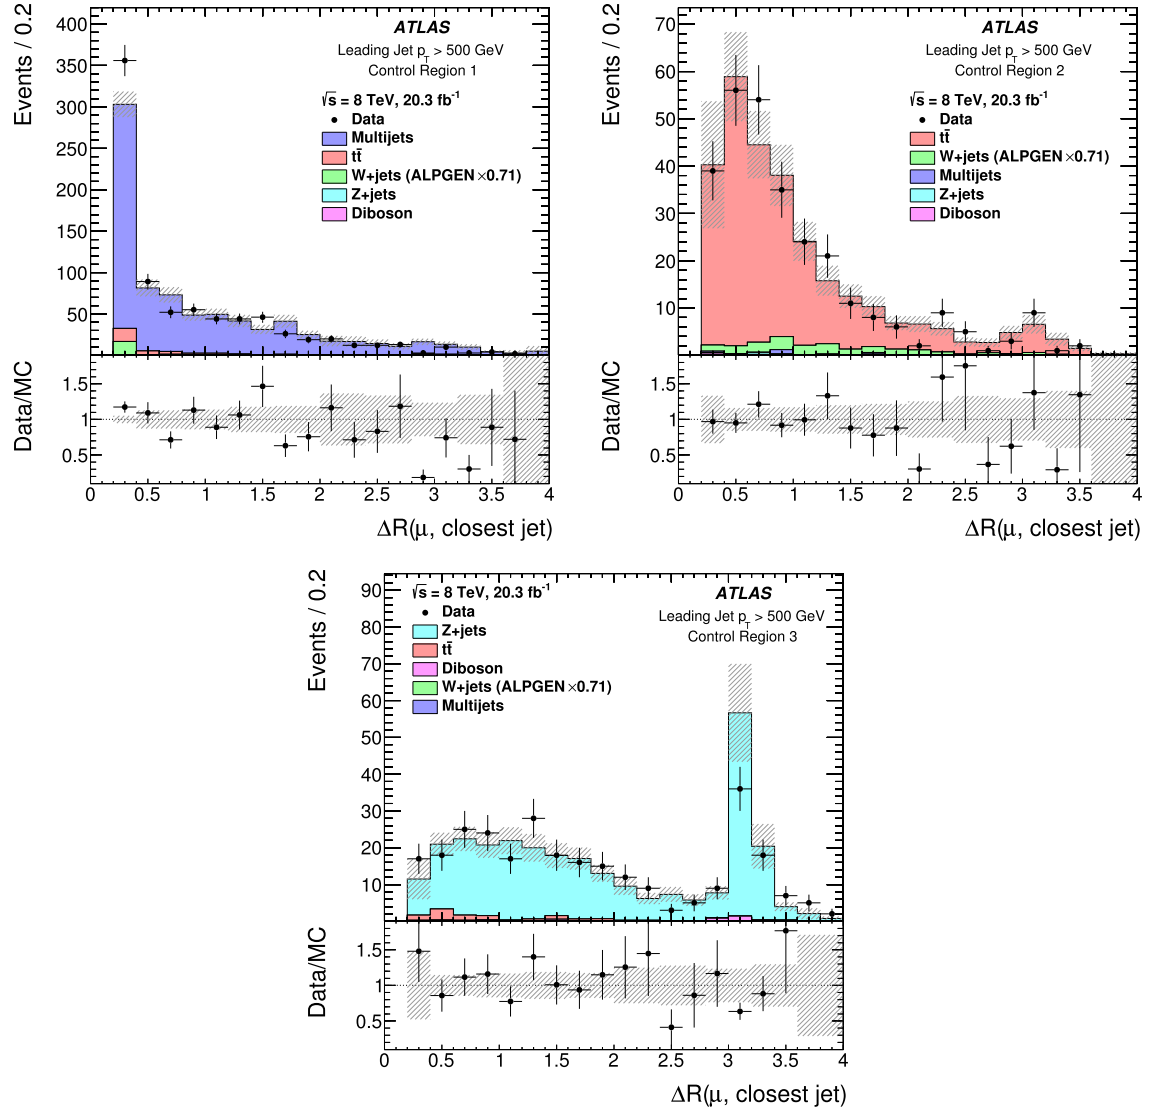 Events / 0.2
400
350
300
250
200
150
100
50
ATLAS
Leading Jet pT > 500 GeV
Control Region 1
√s = 8 TeV, 20.3 fb-1
Data
Multijets
tt̄
W+jets (ALPGEN×0.71)
Z+jets
Diboson
Data/MC
1.5
1
0.5
0 0.5 1 1.5 2 2.5 3 3.5 4
ΔR(μ, closest jet)
Events / 0.2
70
60
50
40
30
20
10
ATLAS
Leading Jet pT > 500 GeV
Control Region 2
√s = 8 TeV, 20.3 fb-1
Data
tt̄
W+jets (ALPGEN×0.71)
Multijets
Z+jets
Diboson
Data/MC
1.5
1
0.5
0 0.5 1 1.5 2 2.5 3 3.5 4
ΔR(μ, closest jet)
Events / 0.2
90
80
70
60
50
40
30
20
10
√s = 8 TeV, 20.3 fb-1
Data
Z+jets
tt̄
Diboson
W+jets (ALPGEN×0.71)
Multijets
ATLAS
Leading Jet pT > 500 GeV
Control Region 3
Data/MC
1.5
1
0.5
0 0.5 1 1.5 2 2.5 3 3.5 4
ΔR(μ, closest jet)